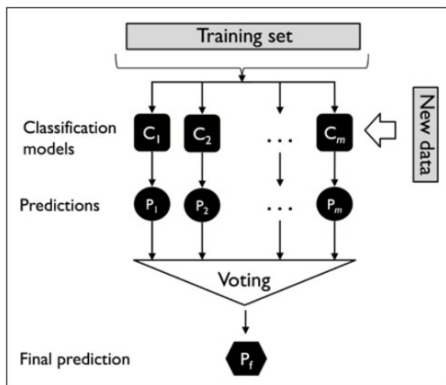 Training set
Classification
models
C1 C2 ... Cm
New data
Predictions
P1 P2 ... Pm
Voting
Final prediction
Pf